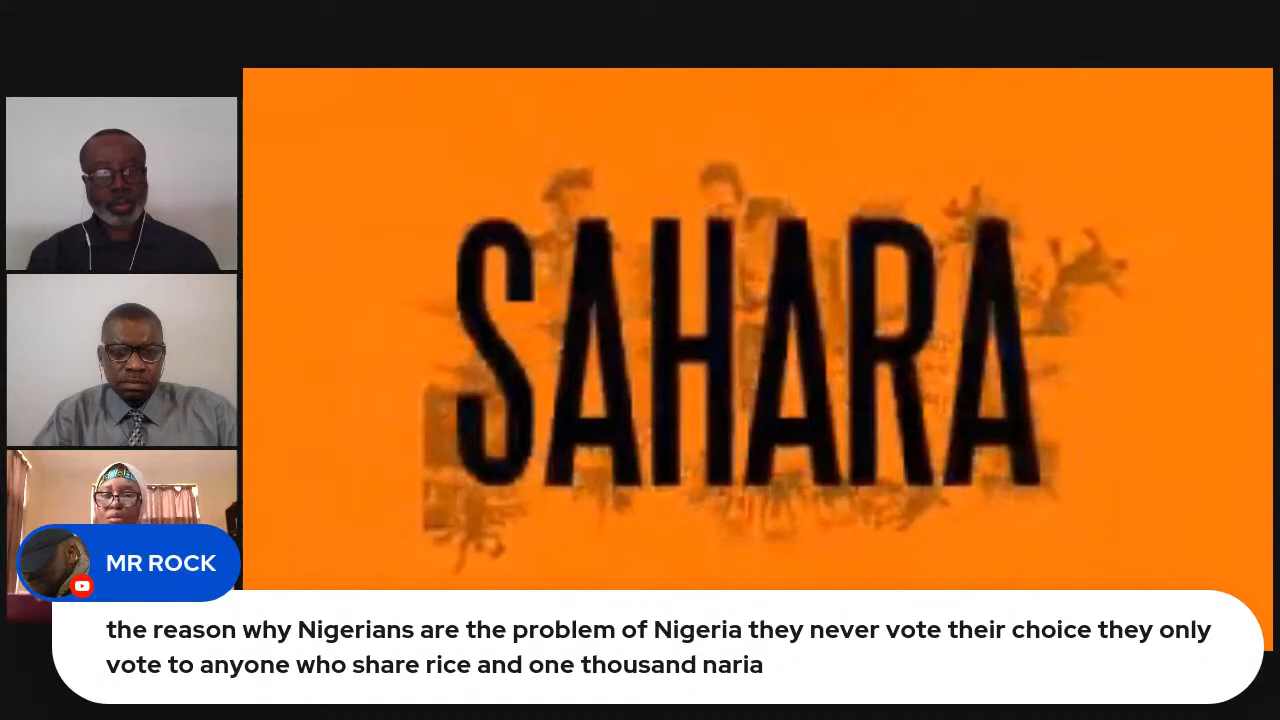 SAHARA
MR ROCK
the reason why Nigerians are the problem of Nigeria they never vote their choice they only
vote to anyone who share rice and one thousand naria